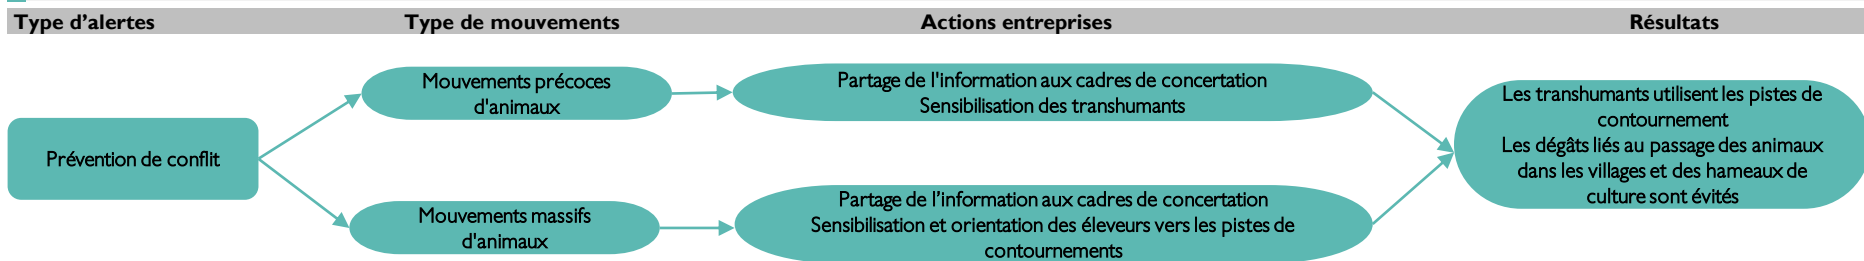 Type d’alertes
Type de mouvements
Actions entreprises
Résultats
Prévention de conflit
Mouvements précoces
d'animaux
Partage de l'information aux cadres de concertation
Sensibilisation des transhumants
Mouvements massifs
d'animaux
Partage de l’information aux cadres de concertation
Sensibilisation et orientation des éleveurs vers les pistes de
contournements
Les transhumants utilisent les pistes de
contournement
Les dégâts liés au passage des animaux
dans les villages et des hameaux de
culture sont évités